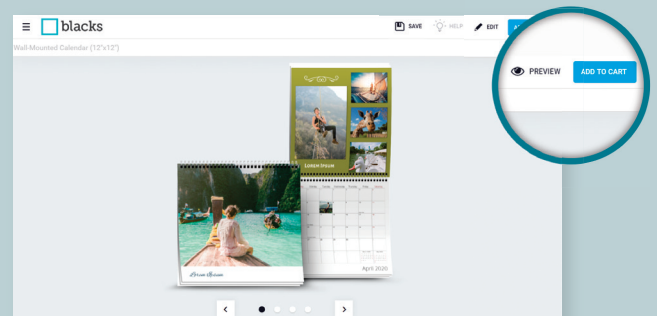 blacks
SAVE
HELP
EDIT
PREVIEW
ADD TO CART
Wall-Mounted Calendar (12"x12")
LOREM IPSUM
Lorem Ipsum
April 2020